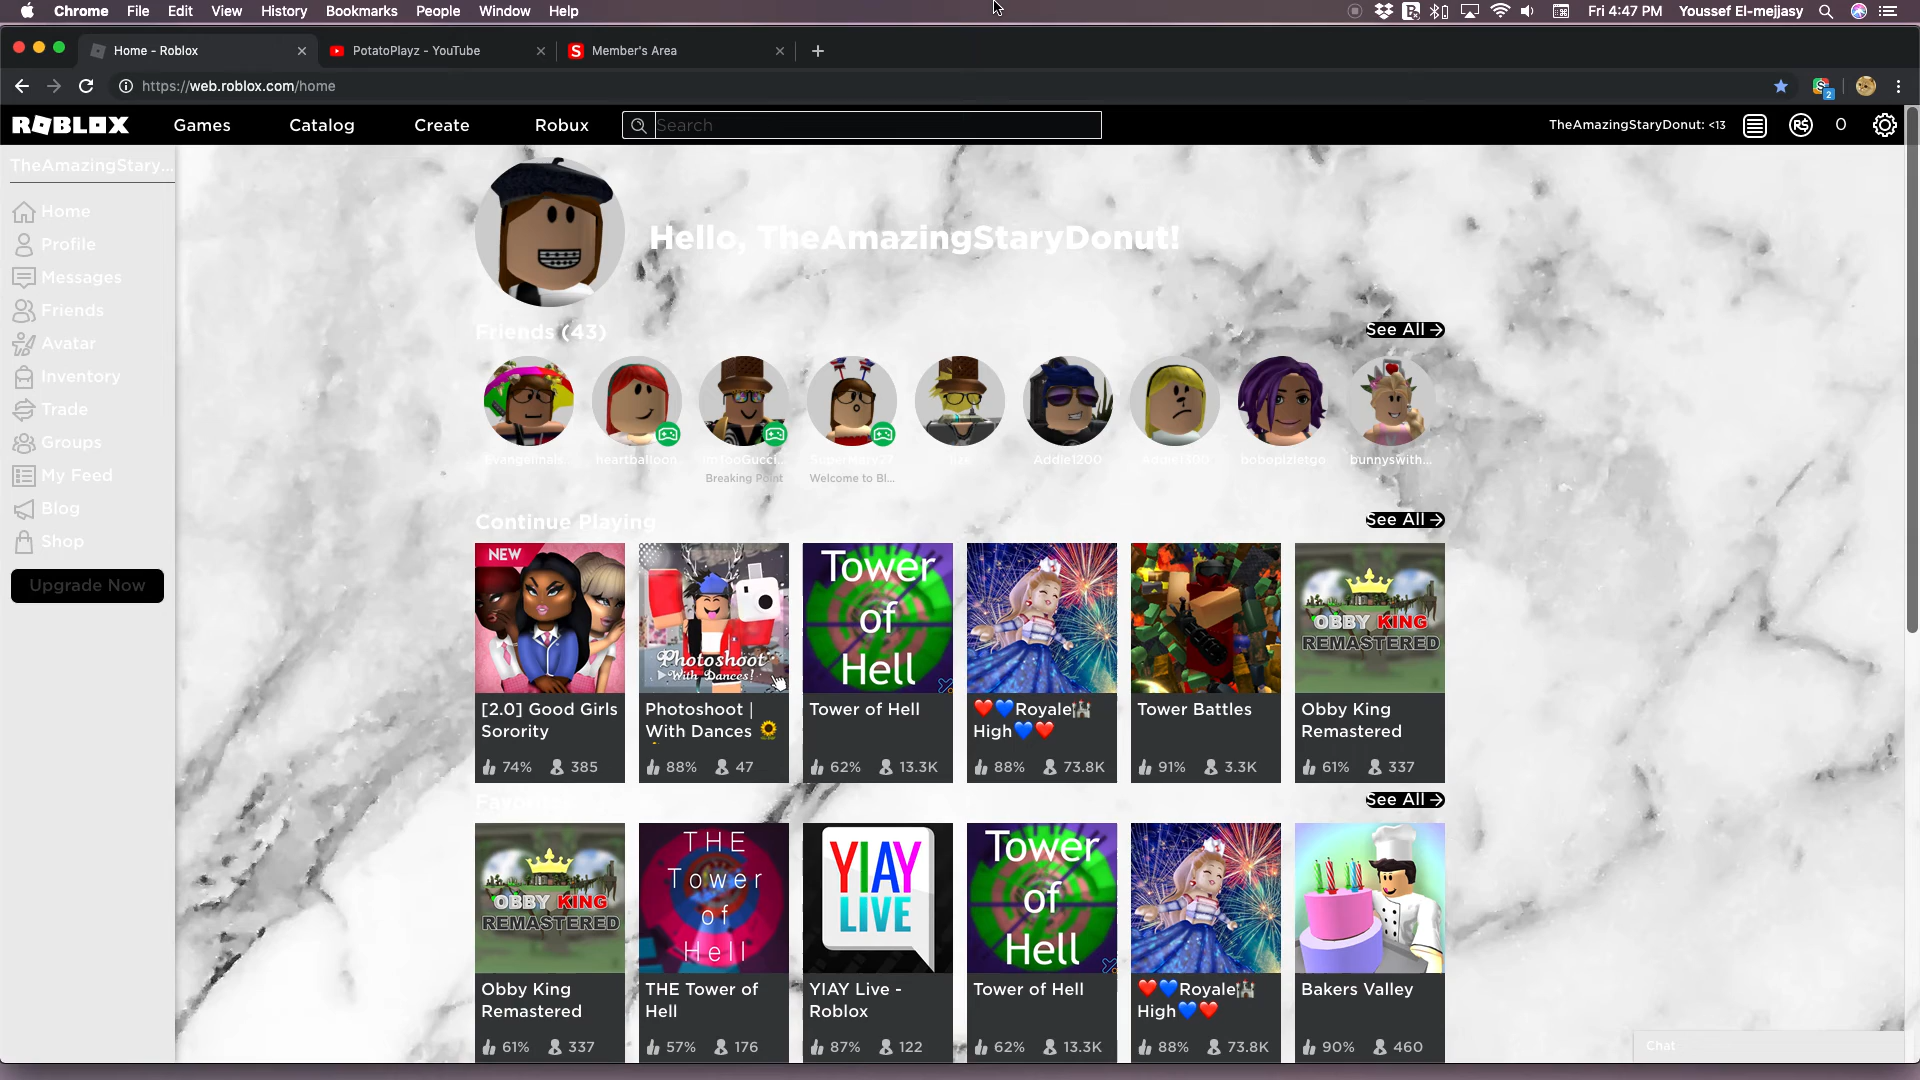 Chrome File Edit View History Bookmarks People Window Help Fri 4:47 PM Youssef El-mejjasy
Home - Roblox PotatoPlayz - YouTube Member's Area
https://web.roblox.com/home 2
ROBLOX Games Catalog Create Robux Search TheAmazingStaryDonut: <13 0
TheAmazingStary...
Home
Profile
Messages
Friends
Avatar
Inventory
Trade
Groups
My Feed
Blog
Shop
Upgrade Now
Hello, TheAmazingStaryDonut!
Friends (43) See All →
heartballoon ImTooGucci... Addie1200 bobopizletgo bunnyswith...
Breaking Point Welcome to Bl...
Continue Playing See All →
NEW
Photoshoot
With Dances!
Tower
of
Hell
OBBY KING
REMASTERED
[2.0] Good Girls
Sorority
74% 385
Photoshoot |
With Dances 🌻
88% 47
Tower of Hell
62% 13.3K
❤️💙Royale🏰
High💙❤️
88% 73.8K
Tower Battles
91% 3.3K
Obby King
Remastered
61% 337
Favorites See All →
OBBY KING
REMASTERED
THE
Tower
of
Hell
YIAY
LIVE
Tower
of
Hell
Obby King
Remastered
61% 337
THE Tower of
Hell
57% 176
YIAY Live -
Roblox
87% 122
Tower of Hell
62% 13.3K
❤️💙Royale🏰
High💙❤️
88% 73.8K
Bakers Valley
90% 460
Chat